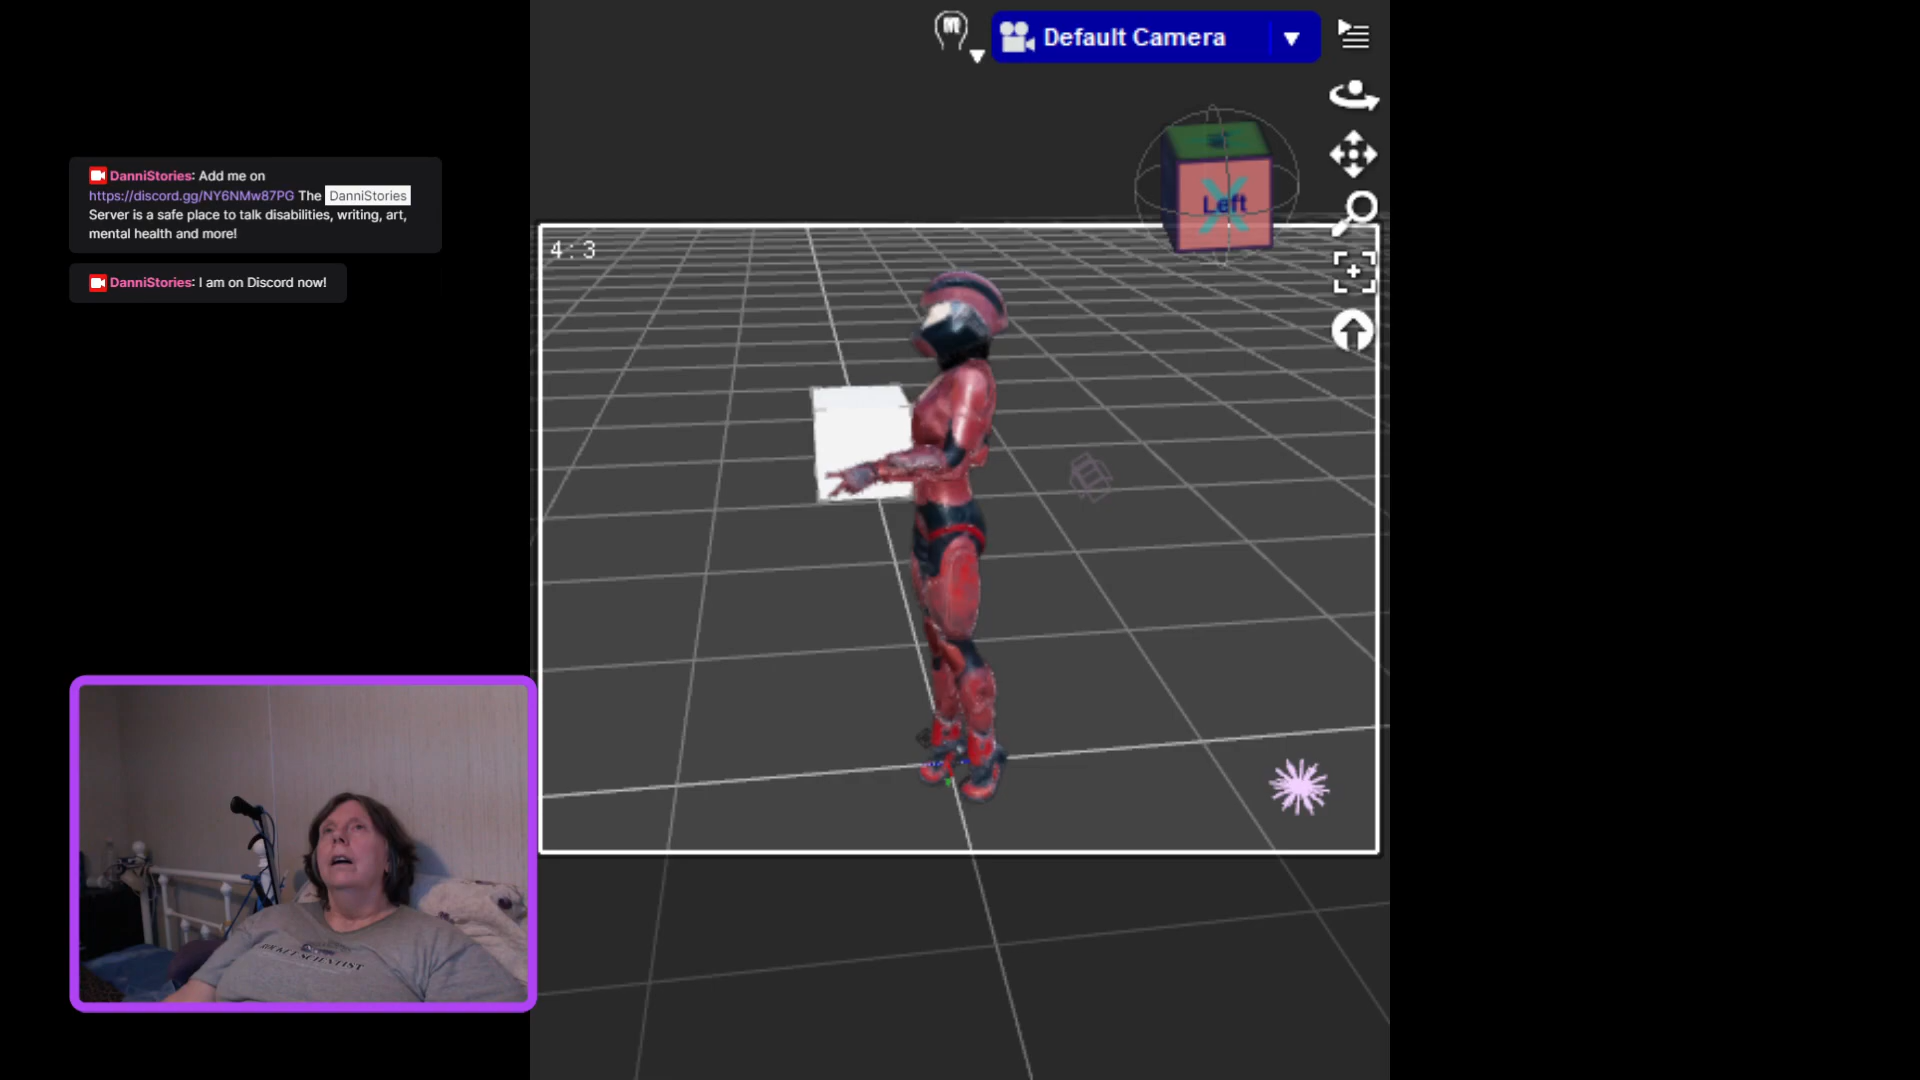 Default Camera
Left
4:3
DanniStories: Add me on
https://discord.gg/NY6NMw87PG The DanniStories
Server is a safe place to talk disabilities, writing, art,
mental health and more!
DanniStories: I am on Discord now!